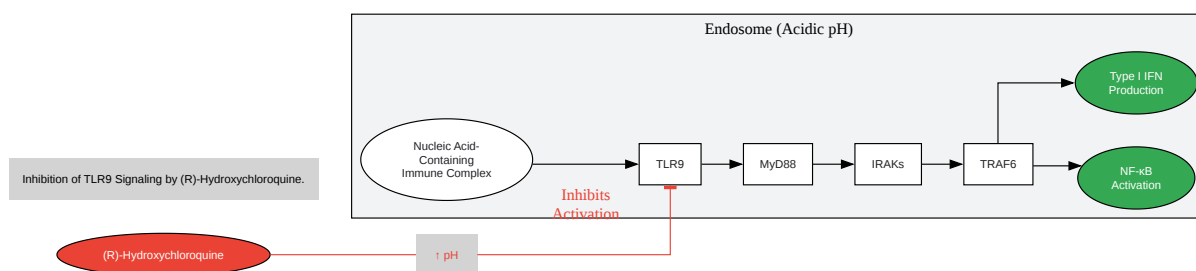 Endosome (Acidic pH)
Type I IFN
Production
Nucleic Acid-
Containing
Immune Complex
TLR9
MyD88
IRAKs
TRAF6
NF-κB
Activation
Inhibition of TLR9 Signaling by (R)-Hydroxychloroquine.
Inhibits
Activation
(R)-Hydroxychloroquine
↑ pH